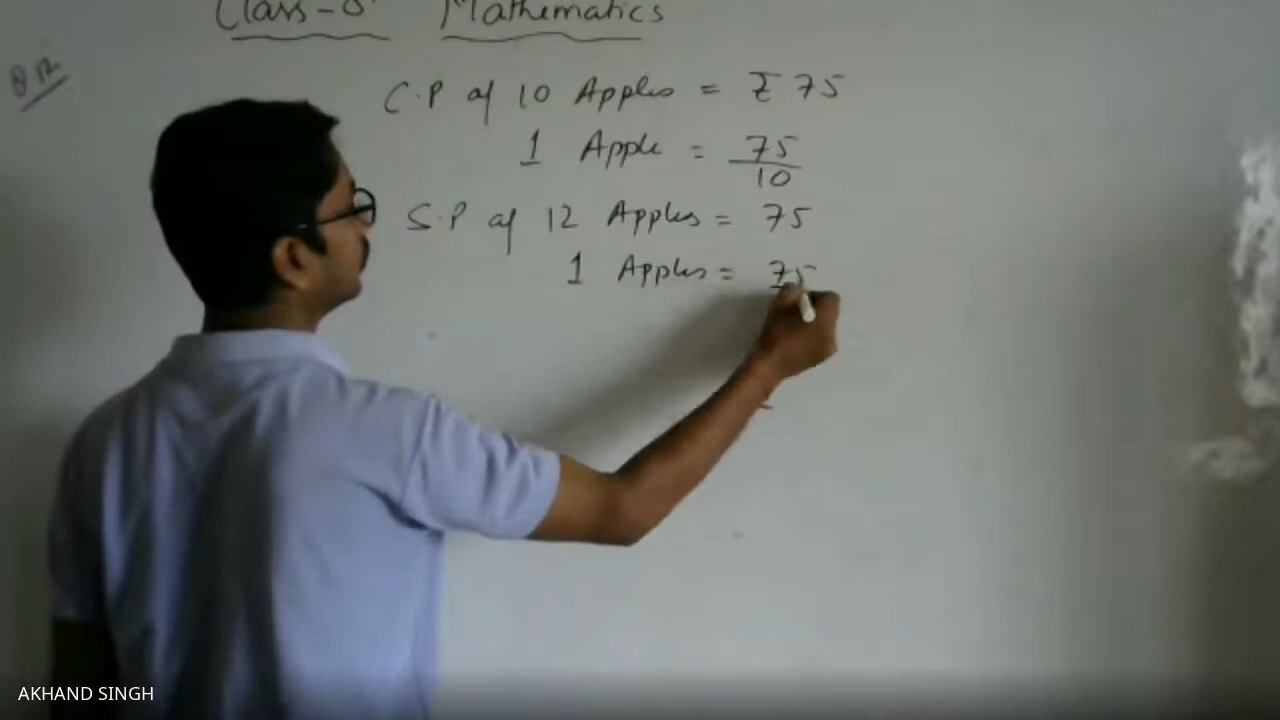 Class-8 Mathematics
Q 12
C.P of 10 Apples = ₹ 75
1 Apple = 75/10
S.P of 12 Apples = 75
1 Apples = 75
AKHAND SINGH